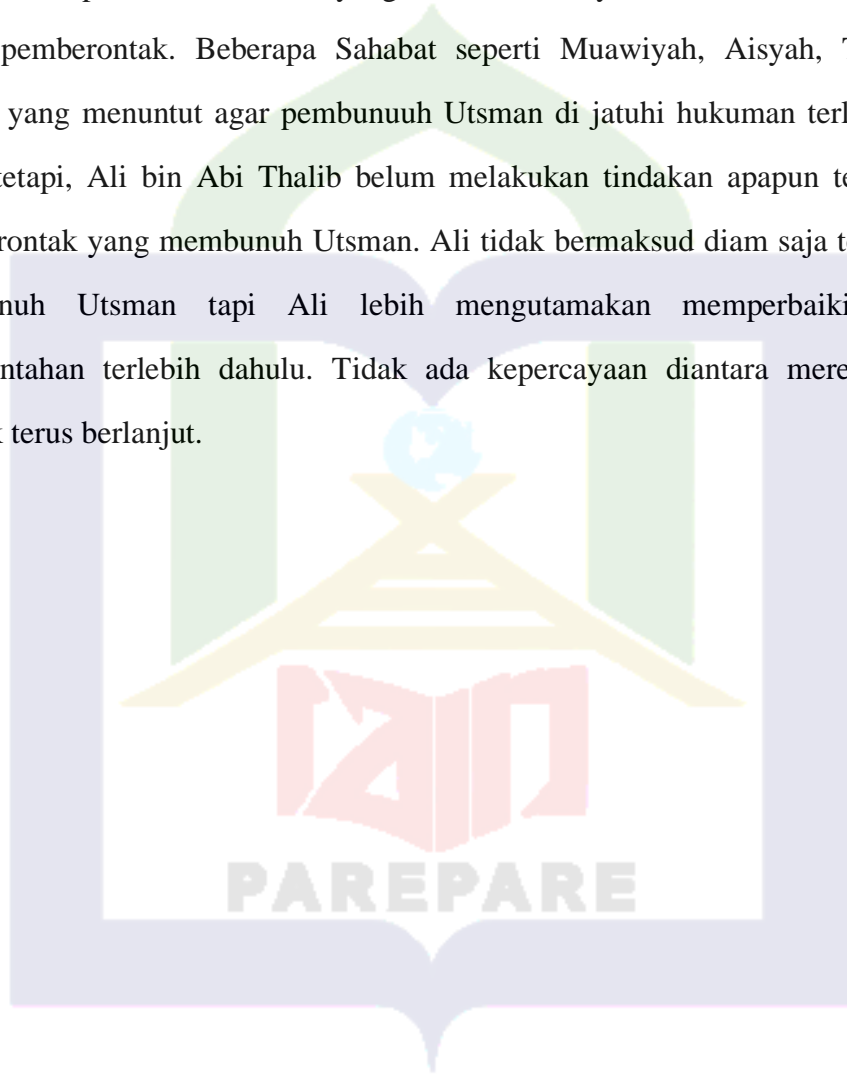 pemberontak. Beberapa Sahabat seperti Muawiyah, Aisyah,
yang menuntut agar pembunuuh Utsman di jatuhi hukuman
tetapi, Ali bin Abi Thalib belum melakukan tindakan apapun
rontak yang membunuh Utsman. Ali tidak bermaksud diam saja
nuh Utsman tapi Ali lebih mengutamakan memperbaiki
ntahan terlebih dahulu. Tidak ada kepercayaan diantara
terus berlanjut.
iain
PAREPARE